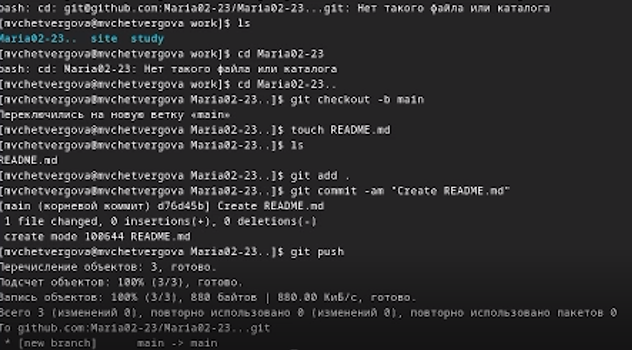 bash: cd: git@github.com:Maria02-23/Maria02-23...git: Нет такого файла или каталога
[mvchetvergova@mvchetvergova work]$ ls
Maria02-23.. site study
[mvchetvergova@mvchetvergova work]$ cd Maria02-23
bash: cd: Maria02-23: Нет такого файла или каталога
[mvchetvergova@mvchetvergova work]$ cd Maria02-23..
[mvchetvergova@mvchetvergova Maria02-23..]$ git checkout -b main
Переключились на новую ветку «main»
[mvchetvergova@mvchetvergova Maria02-23..]$ touch README.md
[mvchetvergova@mvchetvergova Maria02-23..]$ ls
README.md
[mvchetvergova@mvchetvergova Maria02-23..]$ git add .
[mvchetvergova@mvchetvergova Maria02-23..]$ git commit -am "Create README.md"
[main (корневой коммит) d76d45b] Create README.md
1 file changed, 0 insertions(+), 0 deletions(-)
create mode 100644 README.md
[mvchetvergova@mvchetvergova Maria02-23..]$ git push
Перечисление объектов: 3, готово.
Подсчет объектов: 100% (3/3), готово.
Запись объектов: 100% (3/3), 880 байтов | 880.00 КиБ/с, готово.
Всего 3 (изменений 0), повторно использовано 0 (изменений 0), повторно использовано пакетов 0
To github.com:Maria02-23/Maria02-23...git
* [new branch] main -> main